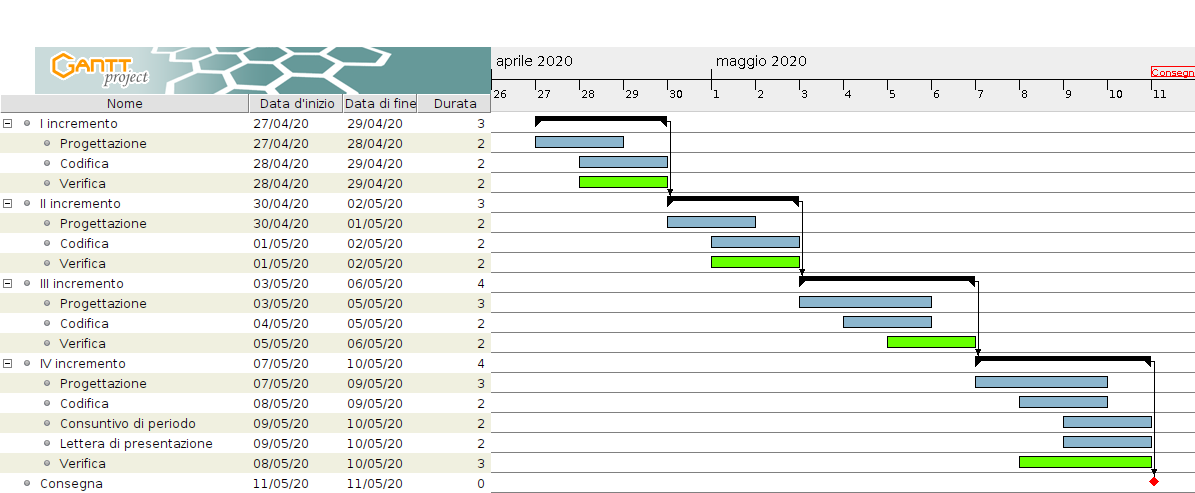 GANTT
project
aprile 2020 maggio 2020
Consegn
26 27 28 29 30 1 2 3 4 5 6 7 8 9 10 11
Nome Data d'inizio Data di fine Durata
I incremento 27/04/20 29/04/20 3
Progettazione 27/04/20 28/04/20 2
Codifica 28/04/20 29/04/20 2
Verifica 28/04/20 29/04/20 2
II incremento 30/04/20 02/05/20 3
Progettazione 30/04/20 01/05/20 2
Codifica 01/05/20 02/05/20 2
Verifica 01/05/20 02/05/20 2
III incremento 03/05/20 06/05/20 4
Progettazione 03/05/20 05/05/20 3
Codifica 04/05/20 05/05/20 2
Verifica 05/05/20 06/05/20 2
IV incremento 07/05/20 10/05/20 4
Progettazione 07/05/20 09/05/20 3
Codifica 08/05/20 09/05/20 2
Consuntivo di periodo 09/05/20 10/05/20 2
Lettera di presentazione 09/05/20 10/05/20 2
Verifica 08/05/20 10/05/20 3
Consegna 11/05/20 11/05/20 0